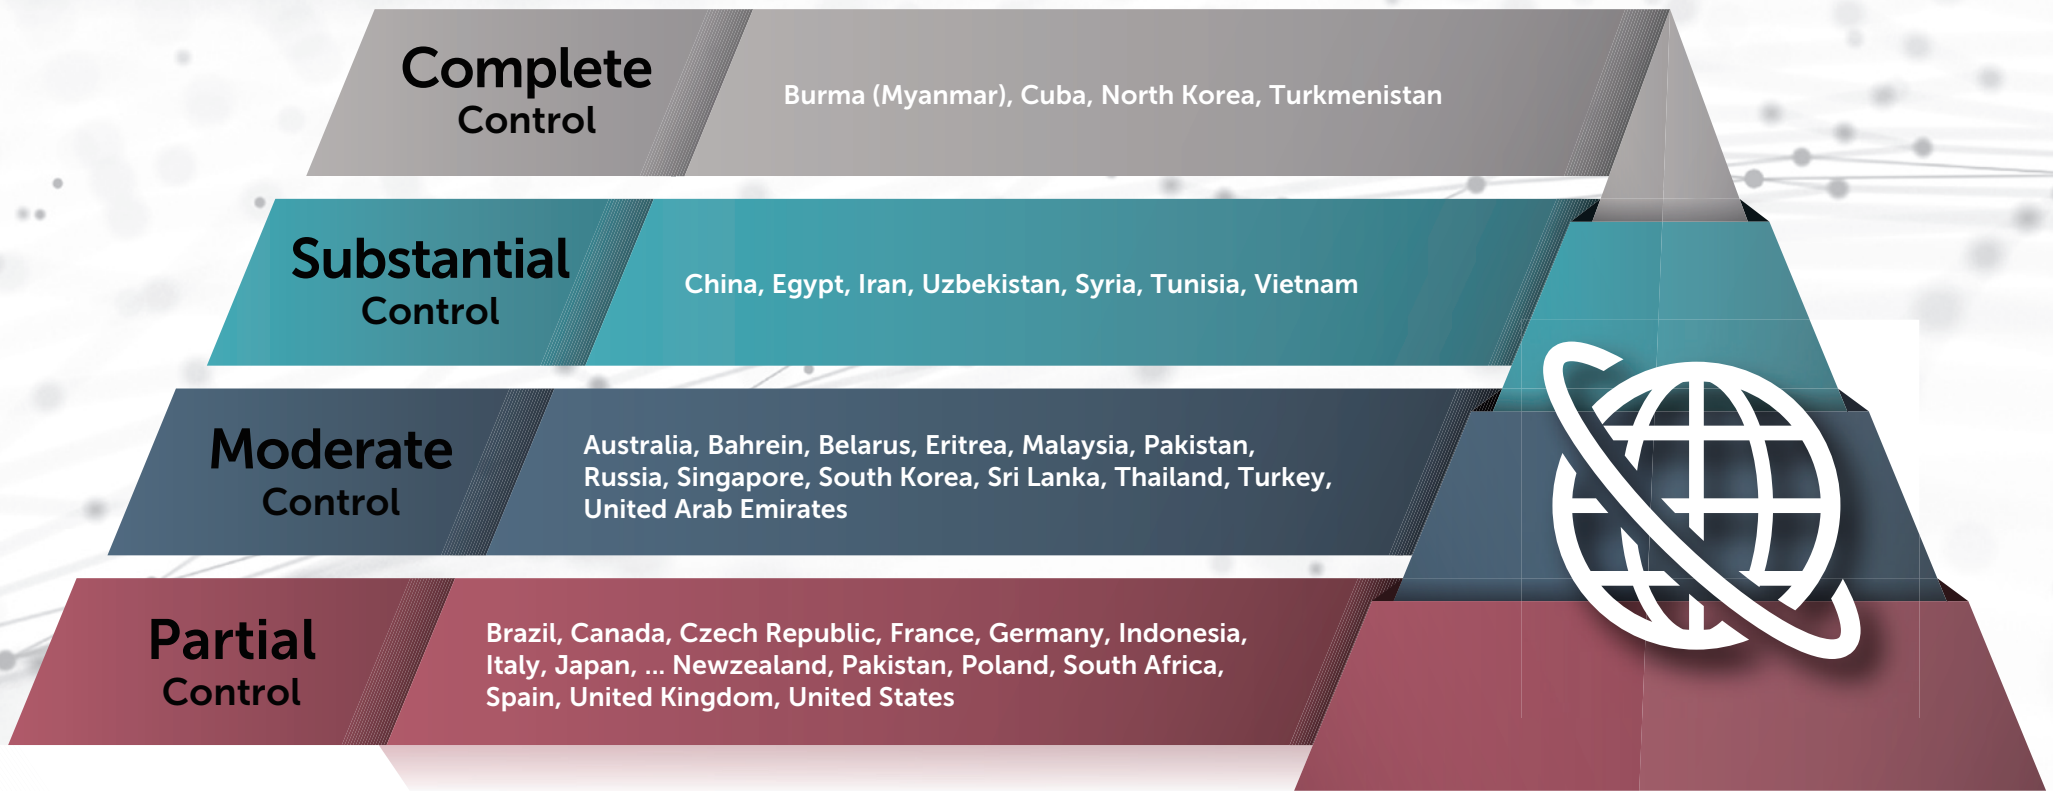 Complete
Control
Burma (Myanmar), Cuba, North Korea, Turkmenistan
Substantial
Control
China, Egypt, Iran, Uzbekistan, Syria, Tunisia, Vietnam
Moderate
Control
Australia, Bahrein, Belarus, Eritrea, Malaysia, Pakistan,
Russia, Singapore, South Korea, Sri Lanka, Thailand, Turkey,
United Arab Emirates
Partial
Control
Brazil, Canada, Czech Republic, France, Germany, Indonesia,
Italy, Japan, ... Newzealand, Pakistan, Poland, South Africa,
Spain, United Kingdom, United States